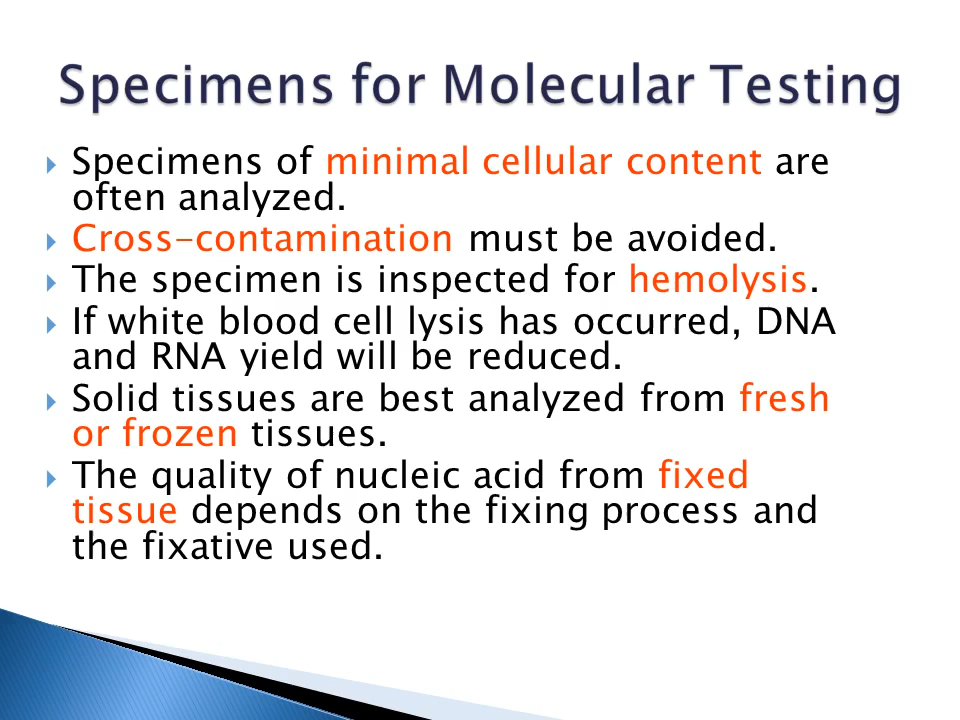 Specimens for Molecular Testing
Specimens of minimal cellular content are
often analyzed.
Cross-contamination must be avoided.
The specimen is inspected for hemolysis.
If white blood cell lysis has occurred, DNA
and RNA yield will be reduced.
Solid tissues are best analyzed from fresh
or frozen tissues.
The quality of nucleic acid from fixed
tissue depends on the fixing process and
the fixative used.